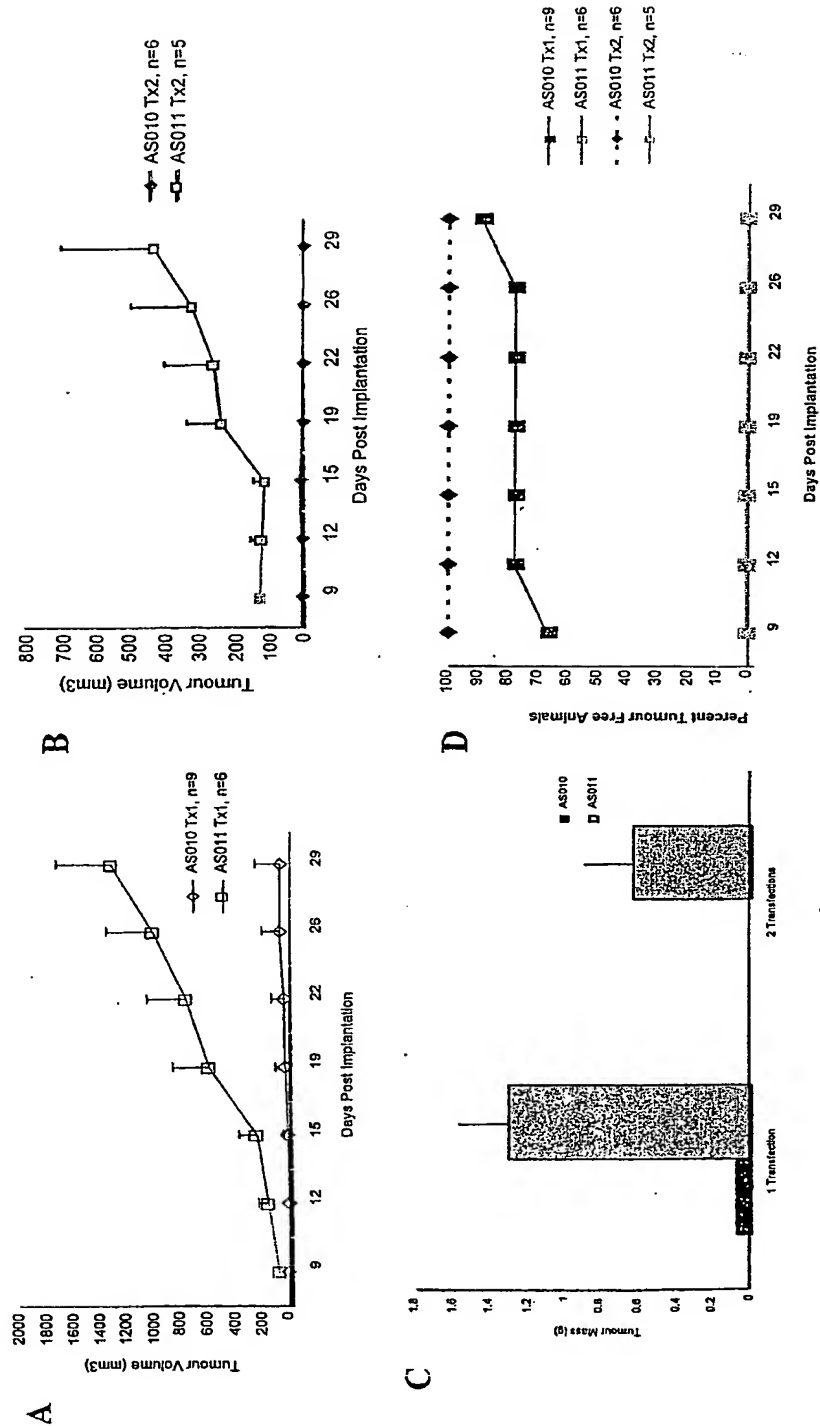 A
Tumour Volume (mm3)
2000
1800
1600
1400
1200
1000
800
600
400
200
0
9
12
15
19
22
26
29
Days Post Implantation
AS010 Tx1, n=9
AS011 Tx1, n=6
B
Tumour Volume (mm3)
800
700
600
500
400
300
200
100
0
9
12
15
19
22
26
29
Days Post Implantation
AS010 Tx2, n=6
AS011 Tx2, n=5
C
Tumour Mass (g)
1.8
1.6
1.4
1.2
1
0.8
0.6
0.4
0.2
0
1 Transfection
2 Transfections
AS010
AS011
D
Percent Tumour Free Animals
100
90
80
70
60
50
40
30
20
10
0
9
12
15
19
22
26
29
Days Post Implantation
AS010 Tx1, n=9
AS011 Tx1, n=6
AS010 Tx2, n=6
AS011 Tx2, n=5